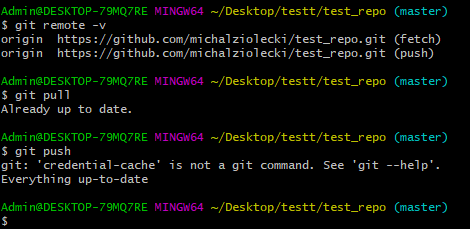 Admin@DESKTOP-79MQ7RE MINGW64 ~/Desktop/testt/test_repo (master)
$ git remote -v
origin  https://github.com/michalziolecki/test_repo.git (fetch)
origin  https://github.com/michalziolecki/test_repo.git (push)
Admin@DESKTOP-79MQ7RE MINGW64 ~/Desktop/testt/test_repo (master)
$ git pull
Already up to date.
Admin@DESKTOP-79MQ7RE MINGW64 ~/Desktop/testt/test_repo (master)
$ git push
git: 'credential-cache' is not a git command. See 'git --help'.
Everything up-to-date
Admin@DESKTOP-79MQ7RE MINGW64 ~/Desktop/testt/test_repo (master)
$